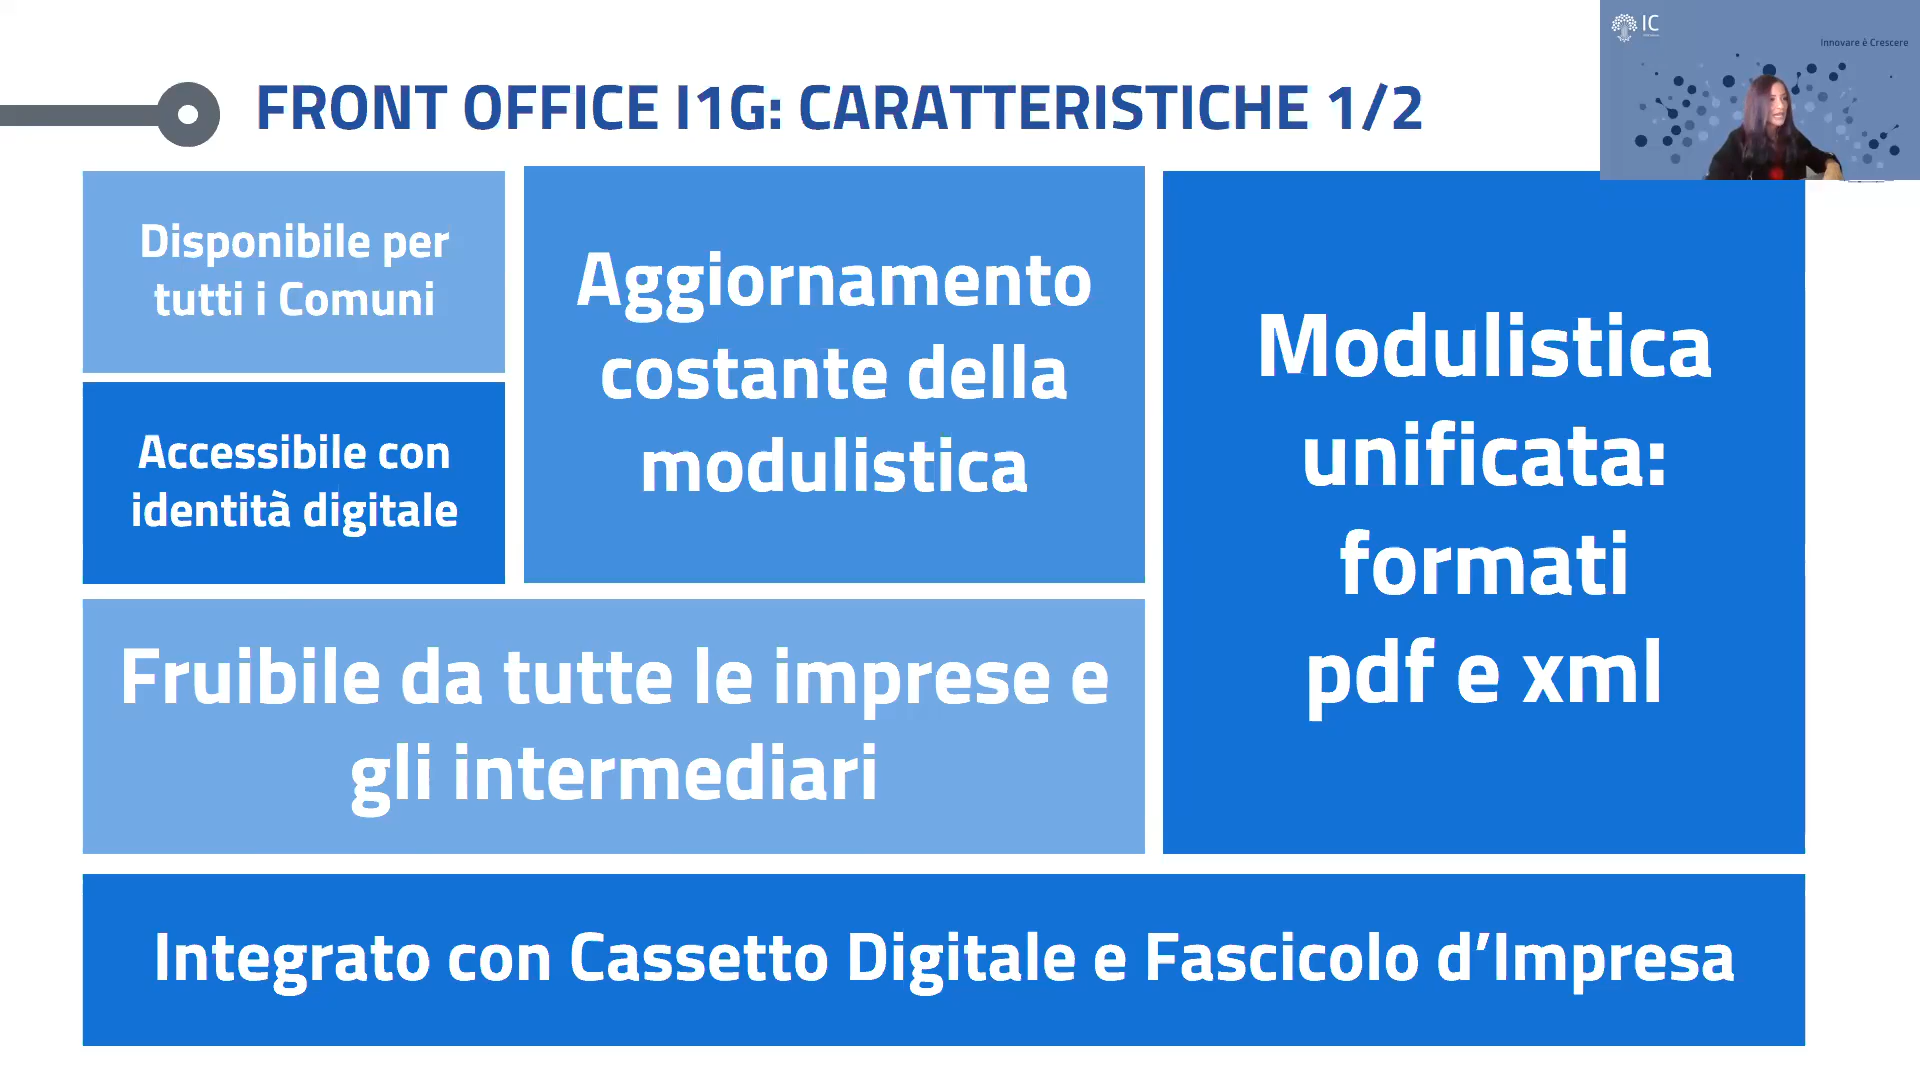 FRONT OFFICE I1G: CARATTERISTICHE 1/2
IC
Innovare è Crescere
Disponibile per
tutti i Comuni
Accessibile con
identità digitale
Aggiornamento
costante della
modulistica
Modulistica
unificata:
formati
pdf e xml
Fruibile da tutte le imprese e
gli intermediari
Integrato con Cassetto Digitale e Fascicolo d’Impresa